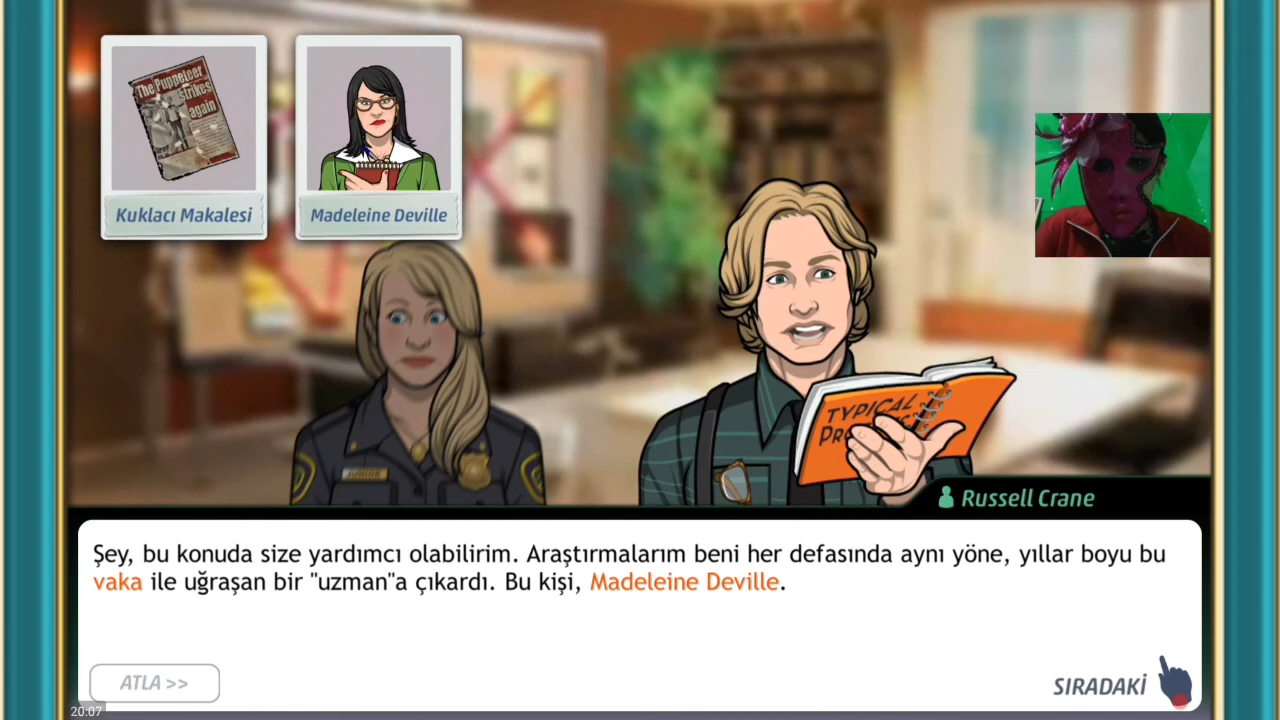 The Puppeteer
strikes
again
Kuklacı Makalesi
Madeleine Deville
TYPICAL
Russell Crane
Şey, bu konuda size yardımcı olabilirim. Araştırmalarım beni her defasında aynı yöne, yıllar boyu bu
vaka ile uğraşan bir "uzman"a çıkardı. Bu kişi, Madeleine Deville.
ATLA >>
SIRADAKİ
20:07